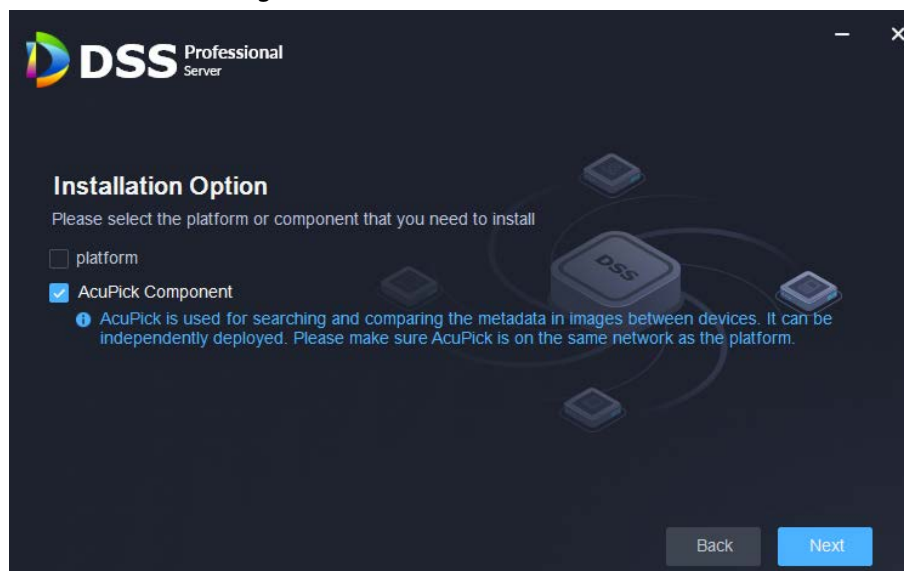 DSS Professional
Server
Installation Option
Please select the platform or component that you need to install
platform
AcuPick Component
AcuPick is used for searching and comparing the metadata in images between devices. It can be
independently deployed. Please make sure AcuPick is on the same network as the platform.
DSS
Back Next